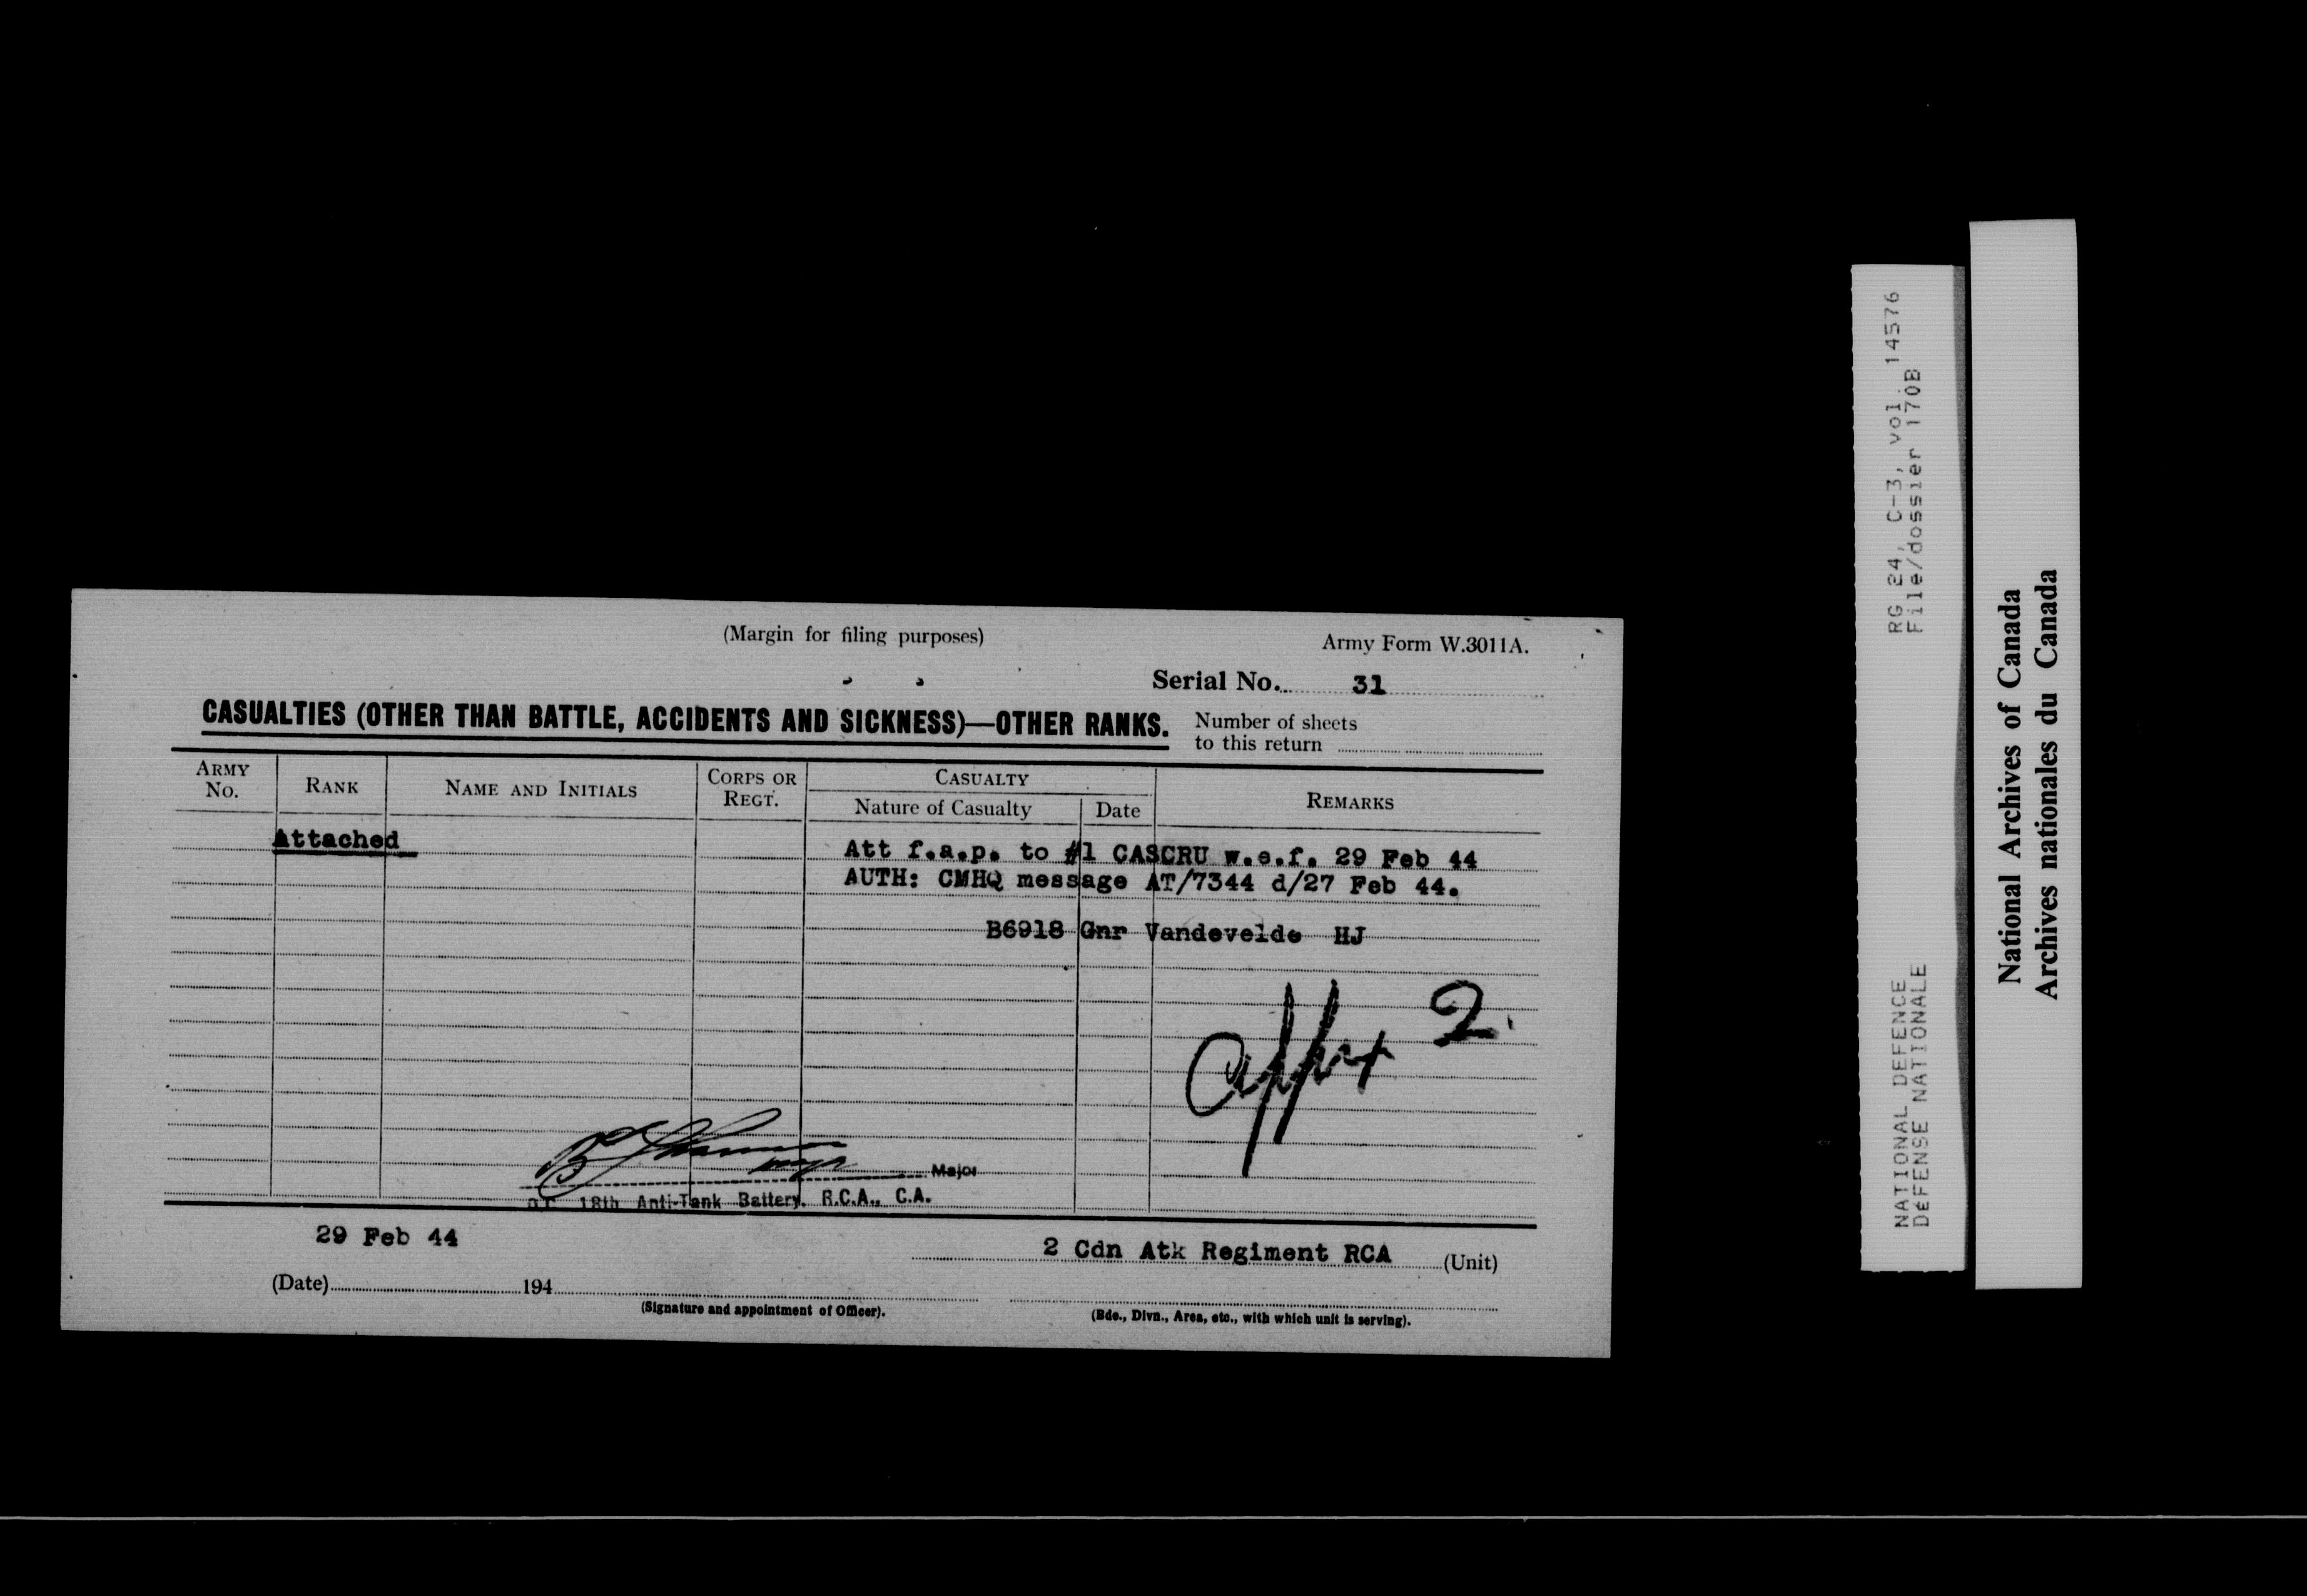 (Margin for filing purposes)
Army Form W.3011A.
Serial No. 31
CASUALTIES (OTHER THAN BATTLE, ACCIDENTS AND SICKNESS)—OTHER RANKS.
Number of sheets
to this return
ARMY No.
RANK
NAME AND INITIALS
CORPS OR REGT.
CASUALTY
Nature of Casualty
Date
REMARKS
Attached
Att f.a.p. to #1 CASCRU w.e.f. 29 Feb 44
AUTH: CMHQ message AT/7344 d/27 Feb 44.
B6918 Gnr Vandevelde HJ
Appx 2
Major
18th Anti-Tank Battery. R.C.A., C.A.
29 Feb 44
2 Cdn Atk Regiment RCA (Unit)
(Date) 194
(Signature and appointment of Officer).
(Bde., Divn., Area, etc., with which unit is serving).
RG 24, C-3, vol. 14576
File/dossier 170B
NATIONAL DEFENCE
DEFENSE NATIONALE
National Archives of Canada
Archives nationales du Canada